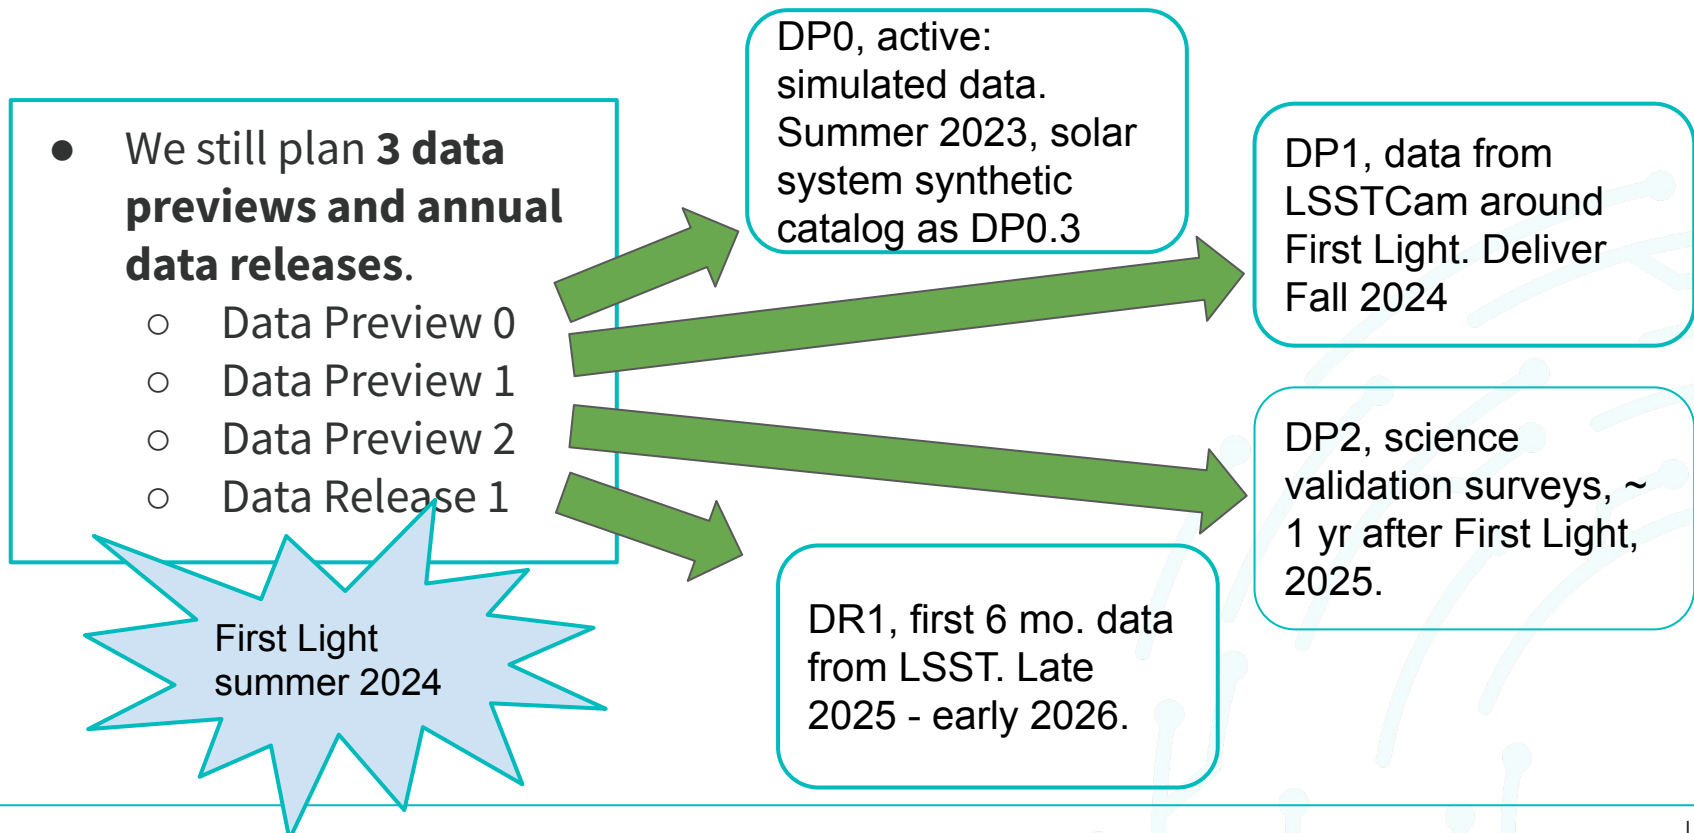 ● We still plan 3 data
previews and annual
data releases.
○ Data Preview 0
○ Data Preview 1
○ Data Preview 2
○ Data Release 1
First Light
summer 2024
DP0, active:
simulated data.
Summer 2023, solar
system synthetic
catalog as DP0.3
DP1, data from
LSSTCam around
First Light. Deliver
Fall 2024
DP2, science
validation surveys, ~
1 yr after First Light,
2025.
DR1, first 6 mo. data
from LSST. Late
2025 - early 2026.